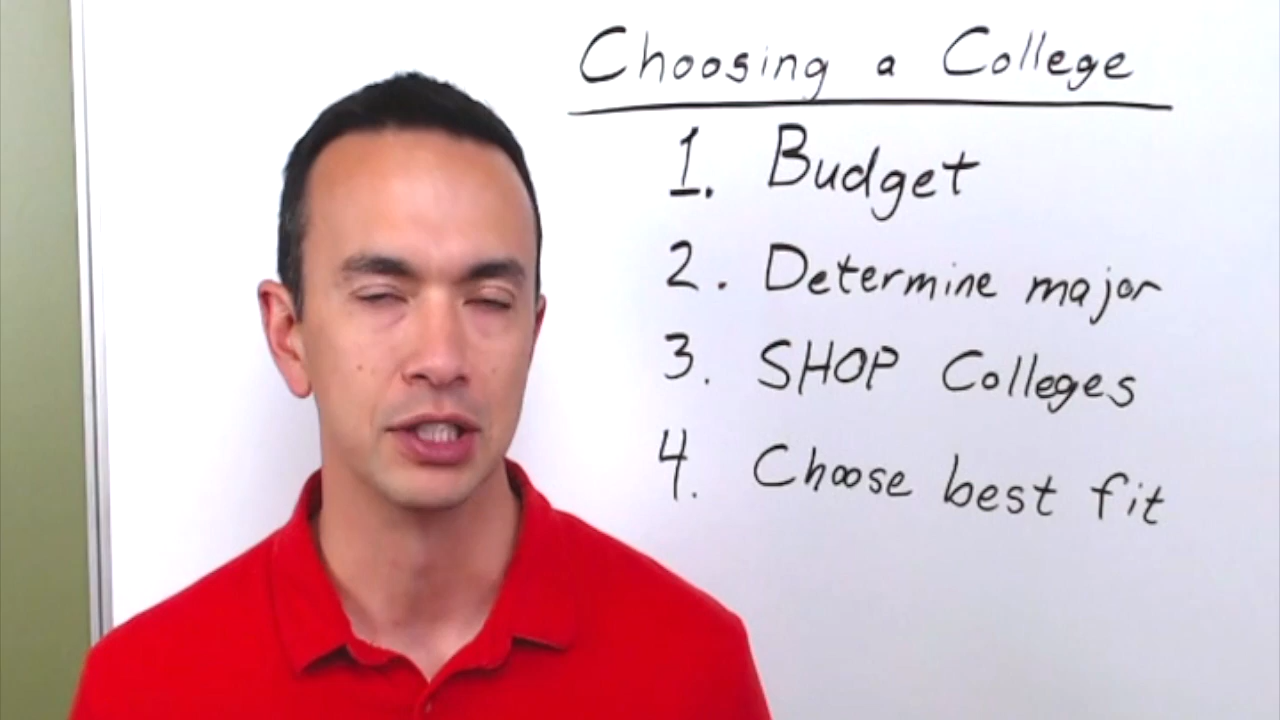 Choosing a College
1. Budget
2. Determine major
3. SHOP Colleges
4. Choose best fit